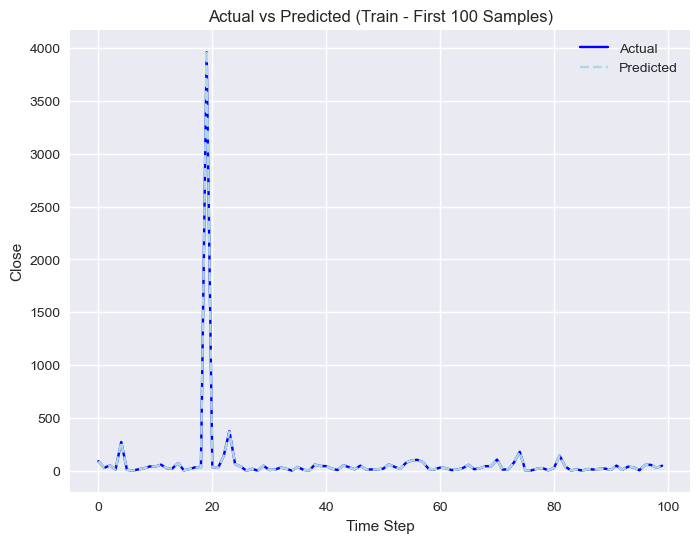 Actual vs Predicted (Train - First 100 Samples)
Actual
Predicted
4000
3500
3000
2500
2000
1500
1000
500
0
Close
0 20 40 60 80 100
Time Step